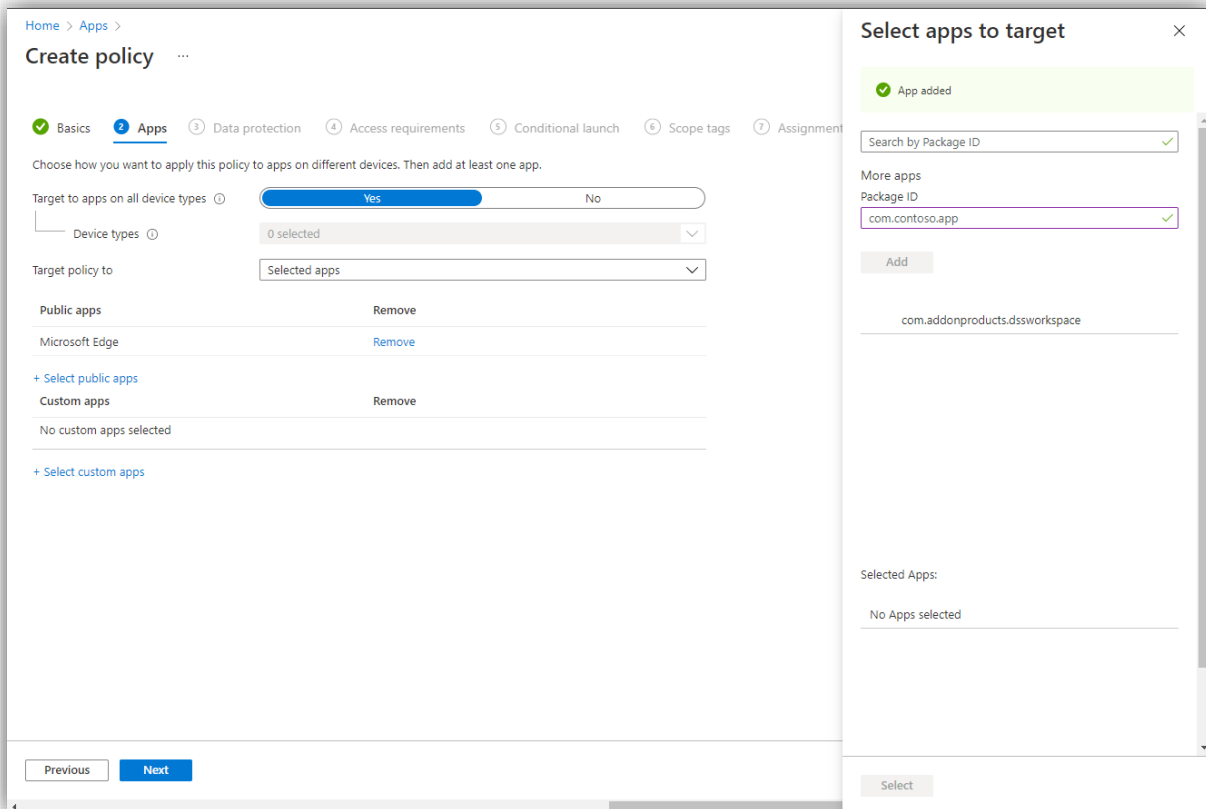 Home > Apps >
Create policy ...
Basics 2 Apps 3 Data protection 4 Access requirements 5 Conditional launch 6 Scope tags 7 Assignment
Choose how you want to apply this policy to apps on different devices. Then add at least one app.
Target to apps on all device types Yes No
Device types 0 selected
Target policy to Selected apps
Public apps Remove
Microsoft Edge Remove
+ Select public apps
Custom apps Remove
No custom apps selected
+ Select custom apps
Previous Next
Select apps to target
App added
Search by Package ID
More apps
Package ID
com.contoso.app
Add
com.addonproducts.dssworkspace
Selected Apps:
No Apps selected
Select